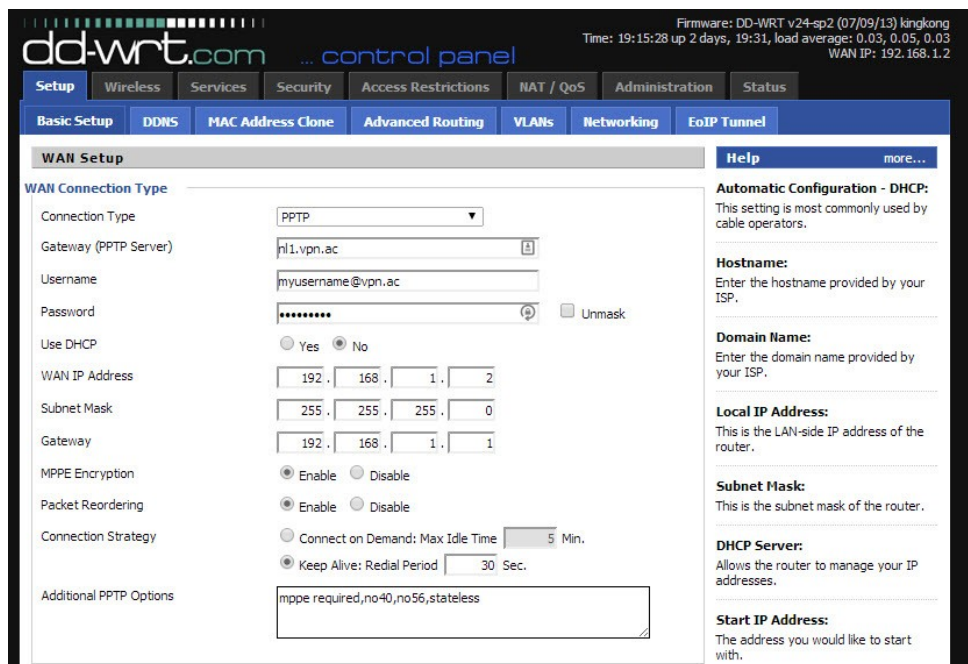 Firmware: DD-WRT v24-sp2 (07/09/13) kingkong
Time: 19:15:28 up 2 days, 19:31, load average: 0.03, 0.05, 0.03
WAN IP: 192.168.1.2
dd-wrt.com ... control panel
Setup Wireless Services Security Access Restrictions NAT / QoS Administration Status
Basic Setup DDNS MAC Address Clone Advanced Routing VLANs Networking EoIP Tunnel
WAN Setup
WAN Connection Type
Connection Type PPTP
Gateway (PPTP Server) nl1.vpn.ac
Username myusername@vpn.ac
Password ••••••••• Unmask
Use DHCP Yes No
WAN IP Address 192. 168. 1. 2
Subnet Mask 255. 255. 255. 0
Gateway 192. 168. 1. 1
MPPE Encryption Enable Disable
Packet Reordering Enable Disable
Connection Strategy Connect on Demand: Max Idle Time 5 Min.
Keep Alive: Redial Period 30 Sec.
Additional PPTP Options mppe required,no40,no56,stateless
Help more...
Automatic Configuration - DHCP:
This setting is most commonly used by
cable operators.
Hostname:
Enter the hostname provided by your
ISP.
Domain Name:
Enter the domain name provided by
your ISP.
Local IP Address:
This is the LAN-side IP address of the
router.
Subnet Mask:
This is the subnet mask of the router.
DHCP Server:
Allows the router to manage your IP
addresses.
Start IP Address:
The address you would like to start
with.